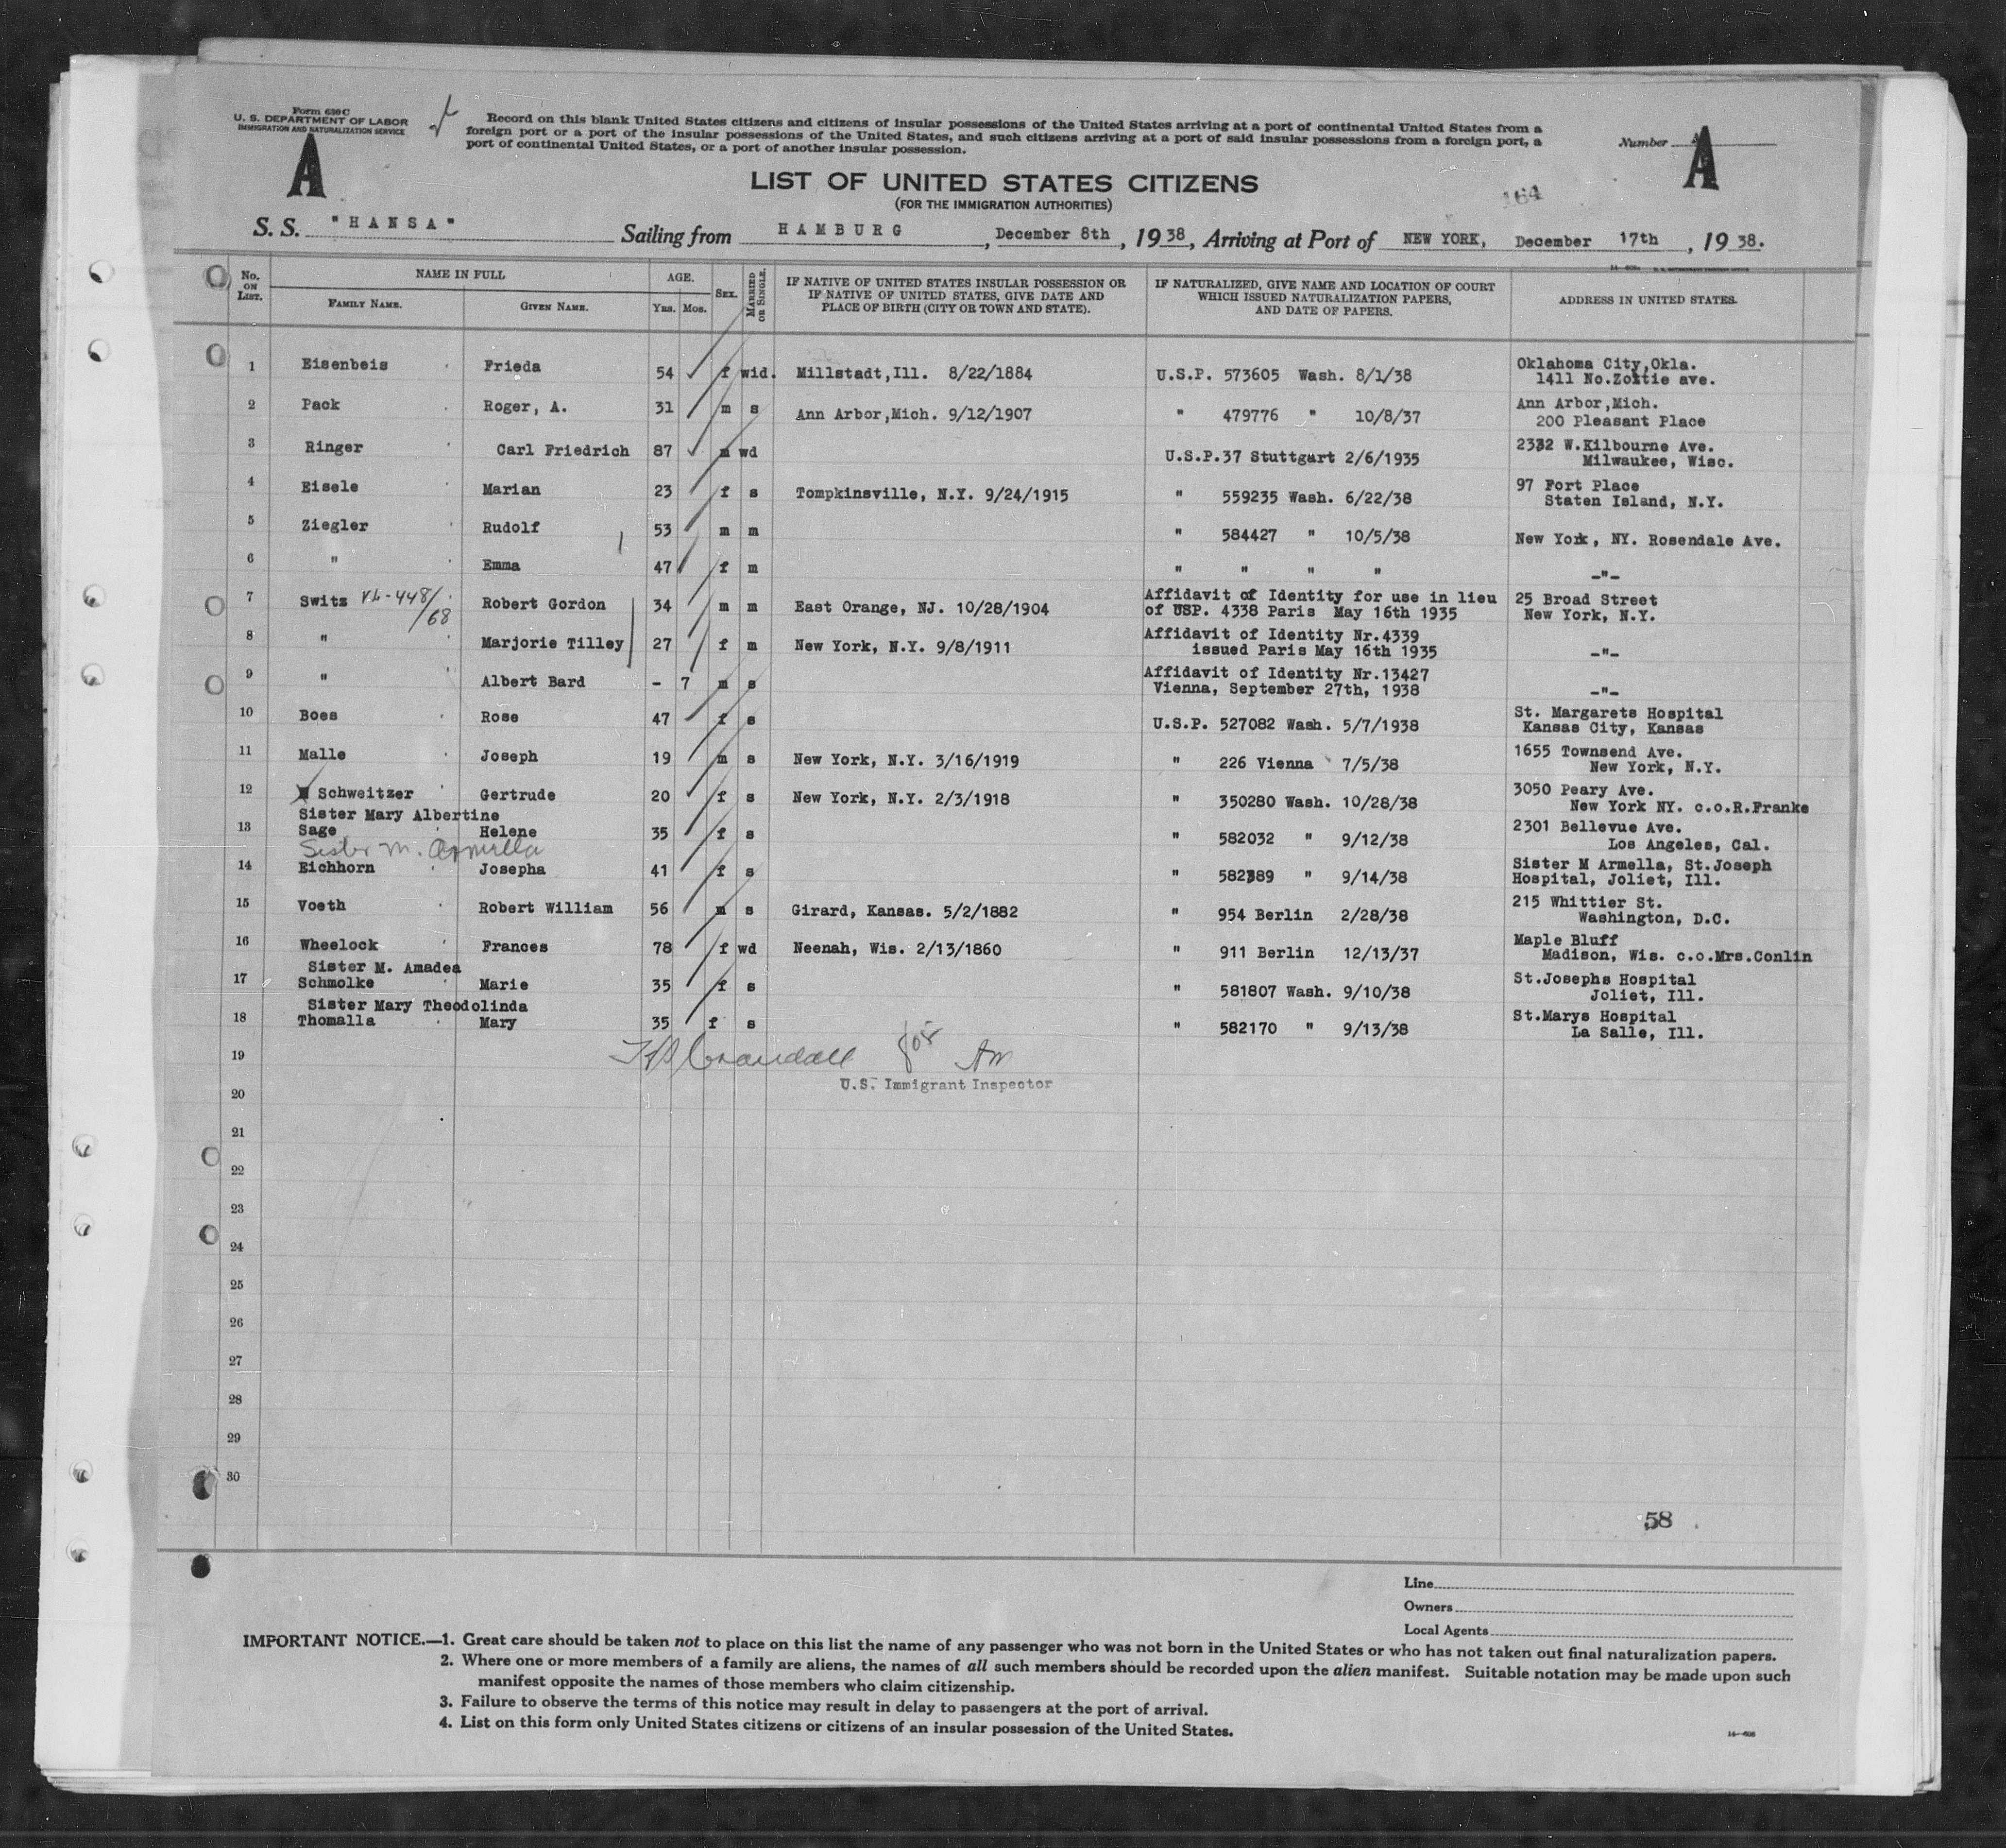 Form 630 C
U. S. DEPARTMENT OF LABOR
IMMIGRATION AND NATURALIZATION SERVICE
A
Record on this blank United States citizens and citizens of insular possessions of the United States arriving at a port of continental United States from a
foreign port or a port of the insular possessions of the United States, and such citizens arriving at a port of said insular possessions from a foreign port, a
port of continental United States, or a port of another insular possession.
Number A
LIST OF UNITED STATES CITIZENS
(FOR THE IMMIGRATION AUTHORITIES)
164
S. S. "HANSA" Sailing from HAMBURG, December 8th, 1938, Arriving at Port of NEW YORK, December 17th, 1938.
No. ON LIST. NAME IN FULL FAMILY NAME. GIVEN NAME. AGE. YRS. MOS. SEX. MARRIED OR SINGLE. IF NATIVE OF UNITED STATES INSULAR POSSESSION OR IF NATIVE OF UNITED STATES, GIVE DATE AND PLACE OF BIRTH (CITY OR TOWN AND STATE). IF NATURALIZED, GIVE NAME AND LOCATION OF COURT WHICH ISSUED NATURALIZATION PAPERS, AND DATE OF PAPERS. ADDRESS IN UNITED STATES.
1 Eisenbeis Frieda 54 f wid. Millstadt,Ill. 8/22/1884 U.S.P. 573605 Wash. 8/1/38 Oklahoma City,Okla.
1411 No. ave.
2 Pack Roger, A. 31 m s Ann Arbor,Mich. 9/12/1907 " 479776 " 10/8/37 Ann Arbor,Mich.
200 Pleasant Place
3 Ringer Carl Friedrich 87 m wd U.S.P.37 Stuttgart 2/6/1935 2332 W.Kilbourne Ave.
Milwaukee, Wisc.
4 Eisele Marian 23 f s Tompkinsville, N.Y. 9/24/1915 " 559235 Wash. 6/22/38 97 Fort Place
Staten Island, N.Y.
5 Ziegler Rudolf 53 m m " 584427 " 10/5/38 New York, NY. Rosendale Ave.
6 " Emma 47 f m " " " " -"-
7 Switz Robert Gordon 34 m m East Orange, NJ. 10/28/1904 Affidavit of Identity for use in lieu
of USP. 4338 Paris May 16th 1935 25 Broad Street
New York, N.Y.
8 " Marjorie Tilley 27 f m New York, N.Y. 9/8/1911 Affidavit of Identity Nr.4339
issued Paris May 16th 1935 -"-
9 " Albert Bard - 7 m s Affidavit of Identity Nr.13427
Vienna, September 27th, 1938 -"-
10 Boes Rose 47 f s U.S.P. 527082 Wash. 5/7/1938 St. Margarets Hospital
Kansas City, Kansas
11 Malle Joseph 19 m s New York, N.Y. 3/16/1919 " 226 Vienna 7/5/38 1655 Townsend Ave.
New York, N.Y.
12 Schweitzer Gertrude 20 f s New York, N.Y. 2/3/1918 " 350280 Wash. 10/28/38 3050 Peary Ave.
New York NY. c.o.R.Franke
Sister Mary Albertine
13 Sage Helene 35 f s " 582032 " 9/12/38 2301 Bellevue Ave.
Los Angeles, Cal.
Sister M. Armella
14 Eichhorn Josepha 41 f s " 582389 " 9/14/38 Sister M Armella, St.Joseph
Hospital, Joliet, Ill.
15 Voeth Robert William 56 m s Girard, Kansas. 5/2/1882 " 954 Berlin 2/28/38 215 Whittier St.
Washington, D.C.
16 Wheelock Frances 78 f wd Neenah, Wis. 2/13/1860 " 911 Berlin 12/13/37 Maple Bluff
Madison, Wis. c.o.Mrs.Conlin
Sister M. Amadea
17 Schmolke Marie 35 f s " 581807 Wash. 9/10/38 St.Josephs Hospital
Joliet, Ill.
Sister Mary Theodolinda
18 Thomalla Mary 35 f s " 582170 " 9/13/38 St.Marys Hospital
La Salle, Ill.
19 Crandall for
U.S. Immigrant Inspector
20
21
22
23
24
25
26
27
28
29
30
58
Line
Owners
Local Agents
IMPORTANT NOTICE.—1. Great care should be taken not to place on this list the name of any passenger who was not born in the United States or who has not taken out final naturalization papers.
2. Where one or more members of a family are aliens, the names of all such members should be recorded upon the alien manifest. Suitable notation may be made upon such
manifest opposite the names of those members who claim citizenship.
3. Failure to observe the terms of this notice may result in delay to passengers at the port of arrival.
4. List on this form only United States citizens or citizens of an insular possession of the United States.